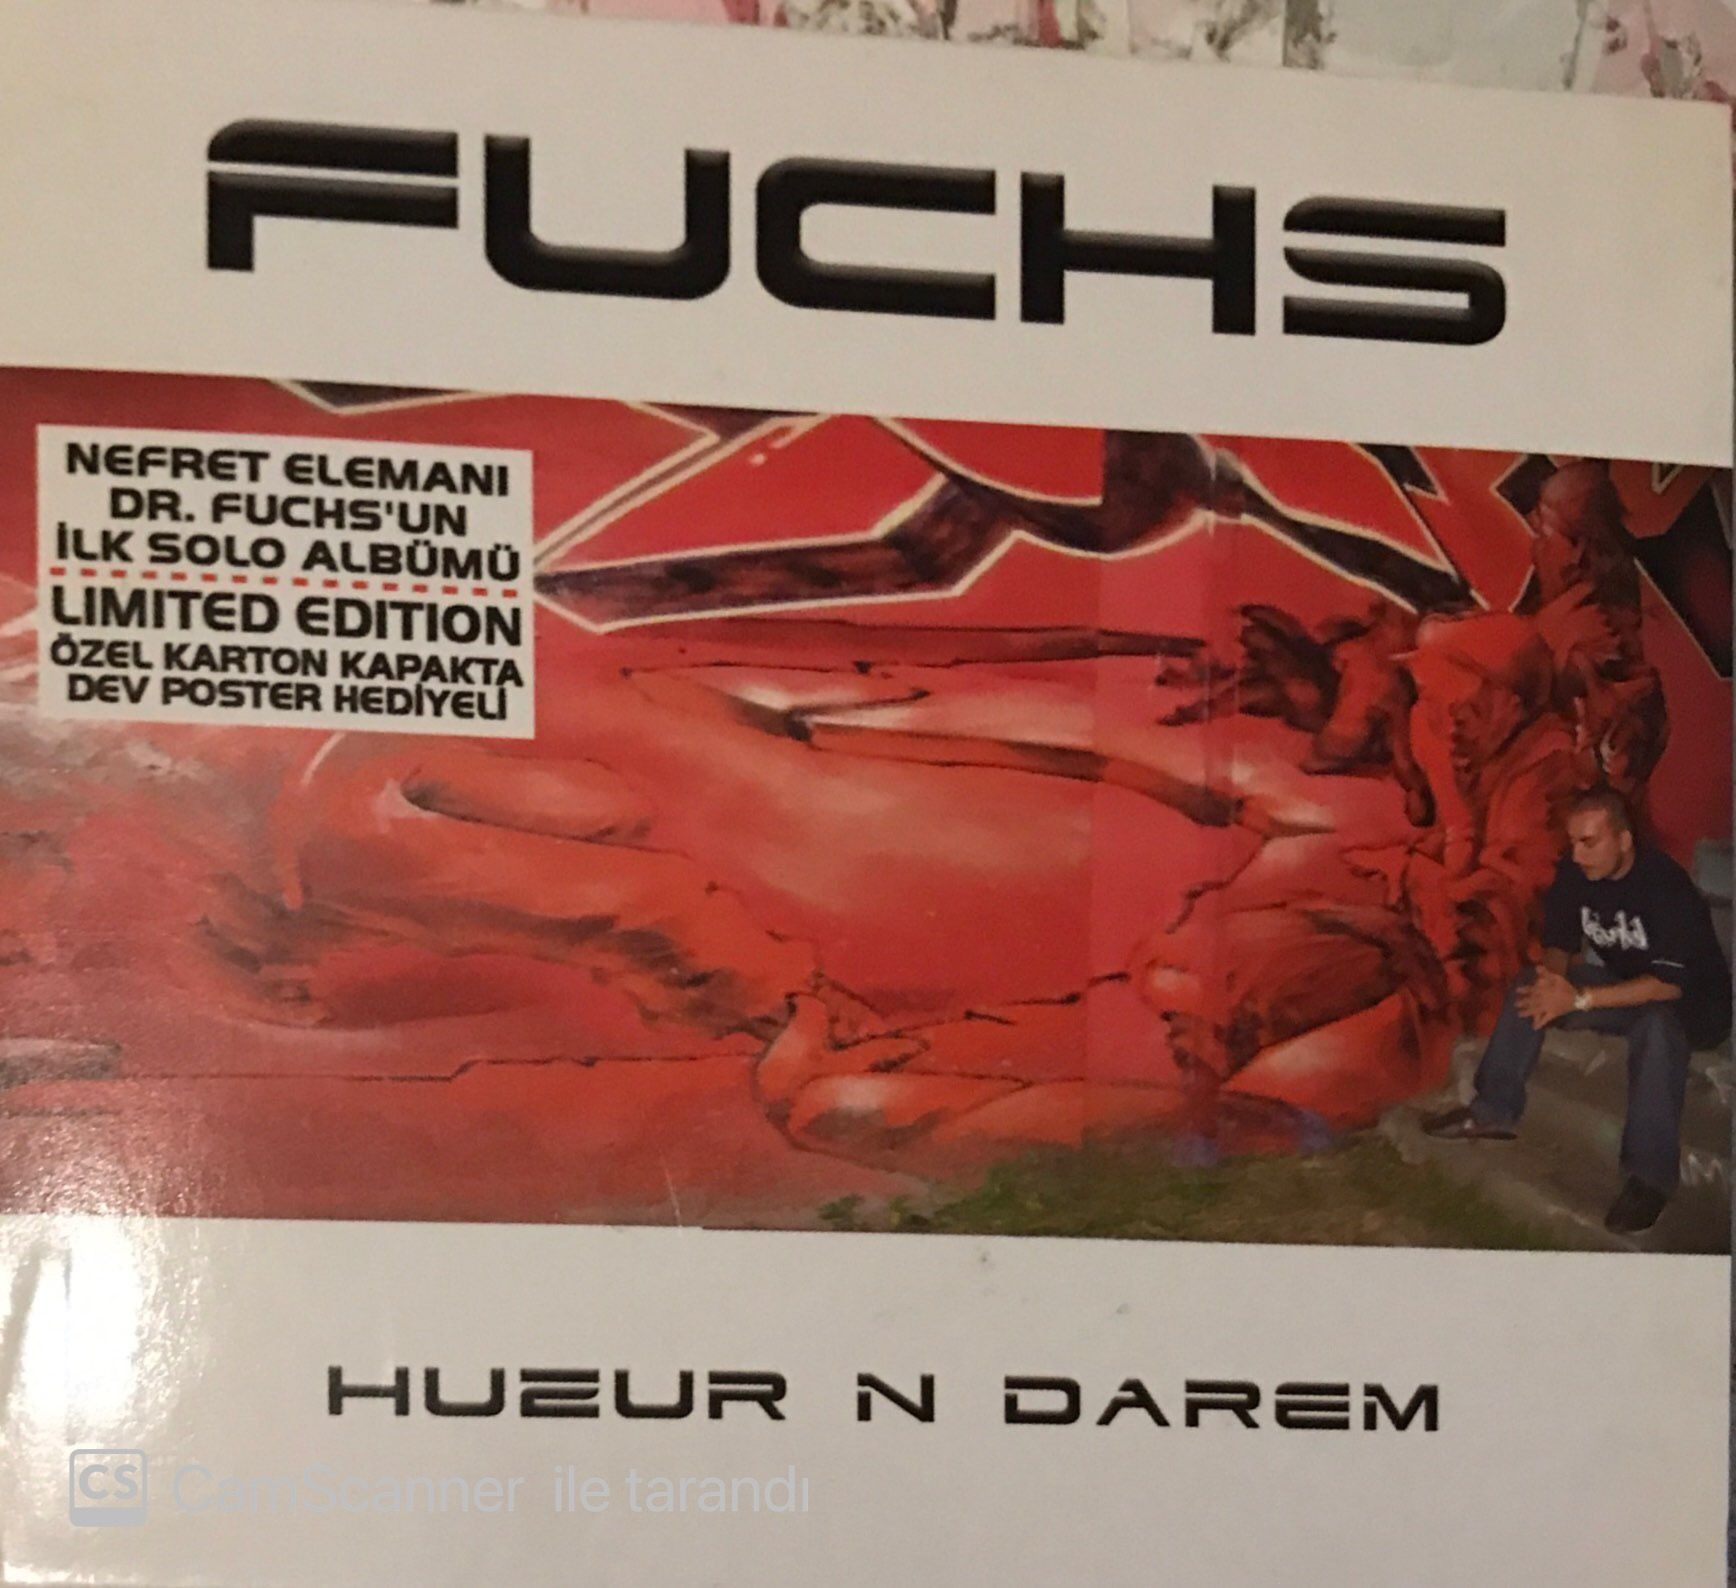 FUCHS
NEFRET ELEMANI
DR. FUCHS'UN
İLK SOLO ALBÜMÜ
LIMITED EDITION
ÖZEL KARTON KAPAKTA
DEV POSTER HEDİYELİ
HUZUR N DAREM
CS CamScanner ile tarandı